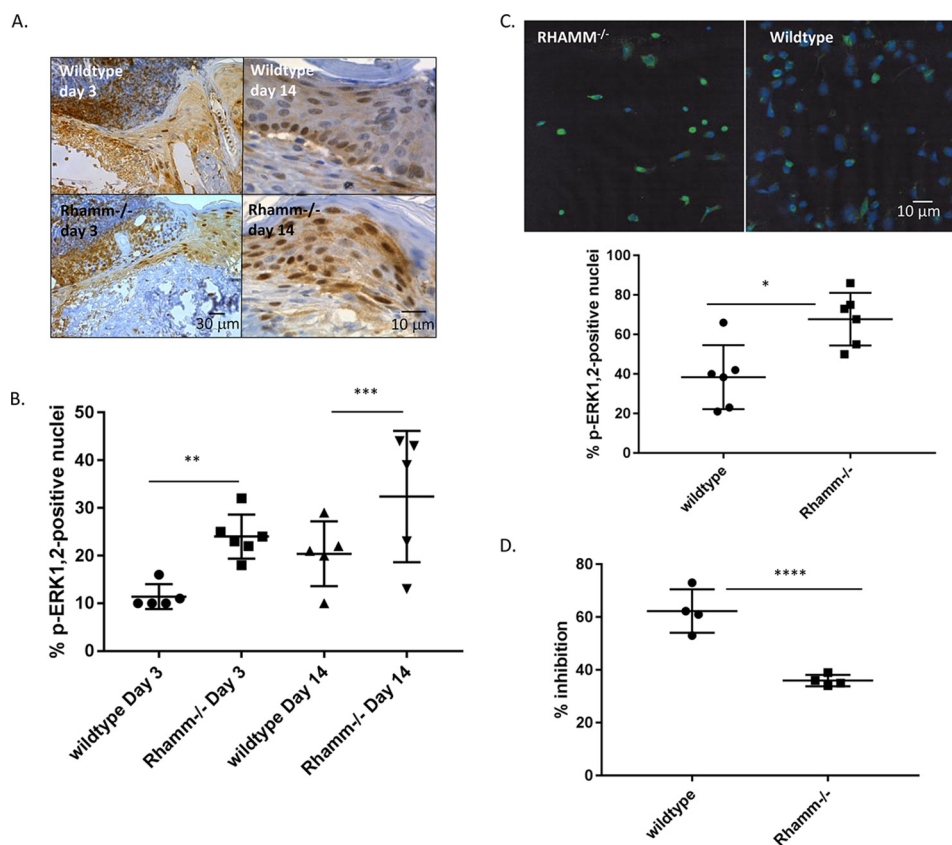 A.
Wildtype
day 3
Wildtype
day 14
Rhamm-/-
day 3
30 µm
Rhamm-/-
day 14
10 µm
B.
% p-ERK1,2-positive nuclei
50
40
30
20
10
0
**
***
wildtype Day 3
Rhamm-/- Day 3
wildtype Day 14
Rhamm-/- Day 14
C.
RHAMM-/-
Wildtype
10 µm
% p-ERK1,2-positive nuclei
100
80
60
40
20
0
*
wildtype
Rhamm-/-
D.
% inhibition
80
60
40
20
0
****
wildtype
Rhamm-/-